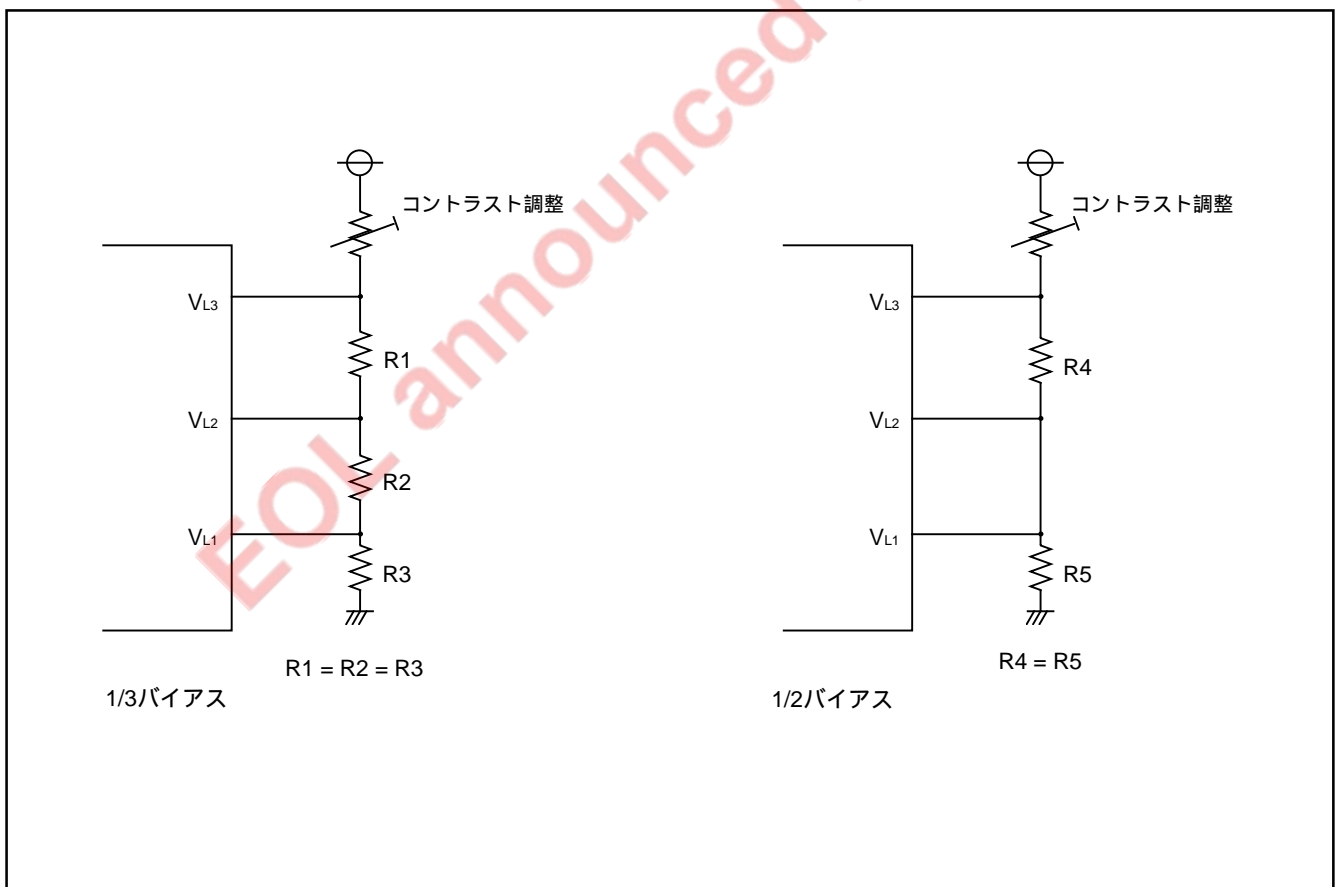 EOL announced
コントラスト調整
VL3
R1
VL2
R2
VL1
R3
R1 = R2 = R3
1/3バイアス
コントラスト調整
VL3
R4
VL2
VL1
R5
R4 = R5
1/2バイアス